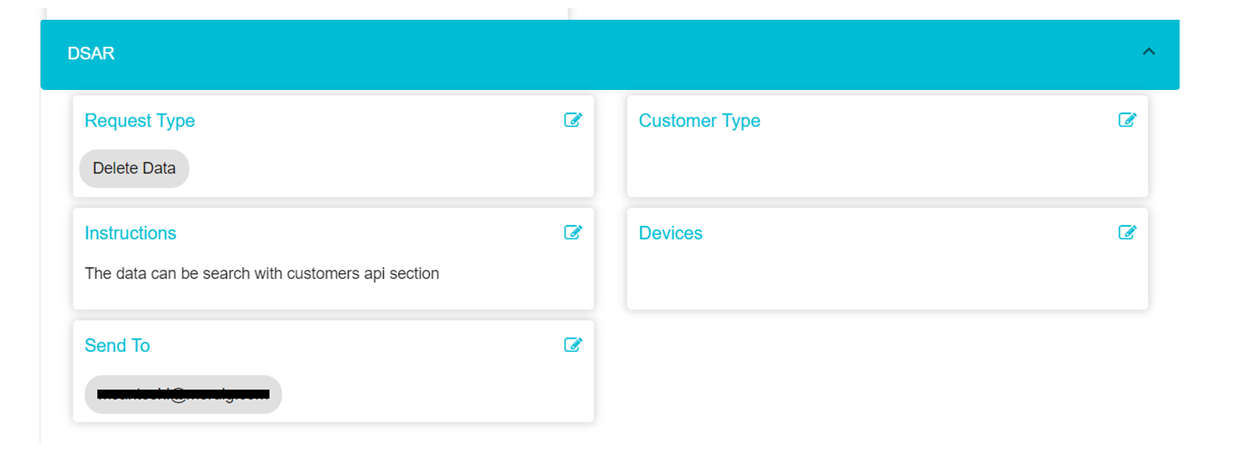 DSAR
Request Type
Delete Data
Customer Type
Instructions
The data can be search with customers api section
Devices
Send To